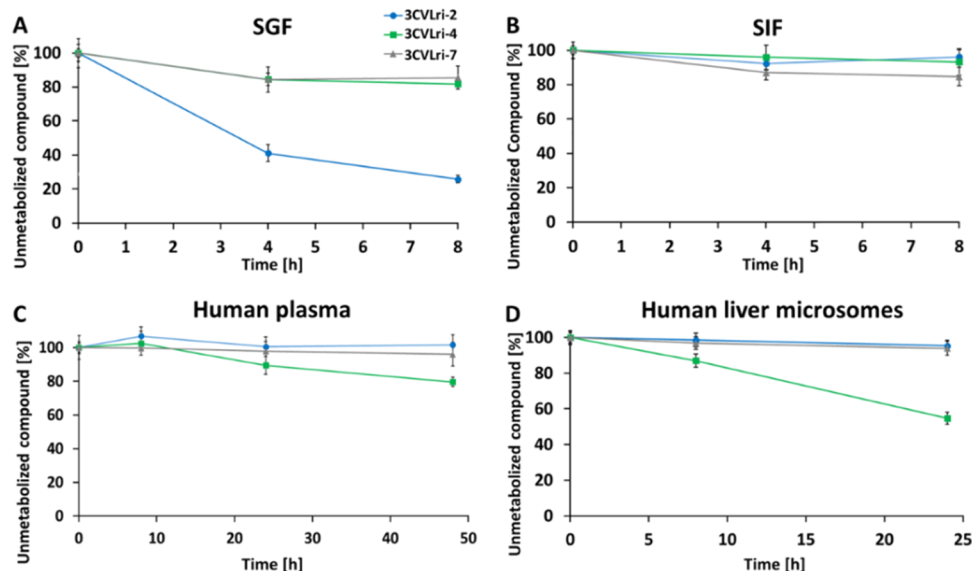 A
SGF
3CVLri-2
3CVLri-4
3CVLri-7
Unmetabolized compound [%]
100
80
60
40
20
0
0 1 2 3 4 5 6 7 8
Time [h]
B
SIF
Unmetabolized Compound [%]
100
80
60
40
20
0
0 1 2 3 4 5 6 7 8
Time [h]
C
Human plasma
Unmetabolized compound [%]
100
80
60
40
20
0
0 10 20 30 40 50
Time [h]
D
Human liver microsomes
Unmetabolized compound [%]
100
80
60
40
20
0
0 5 10 15 20 25
Time [h]